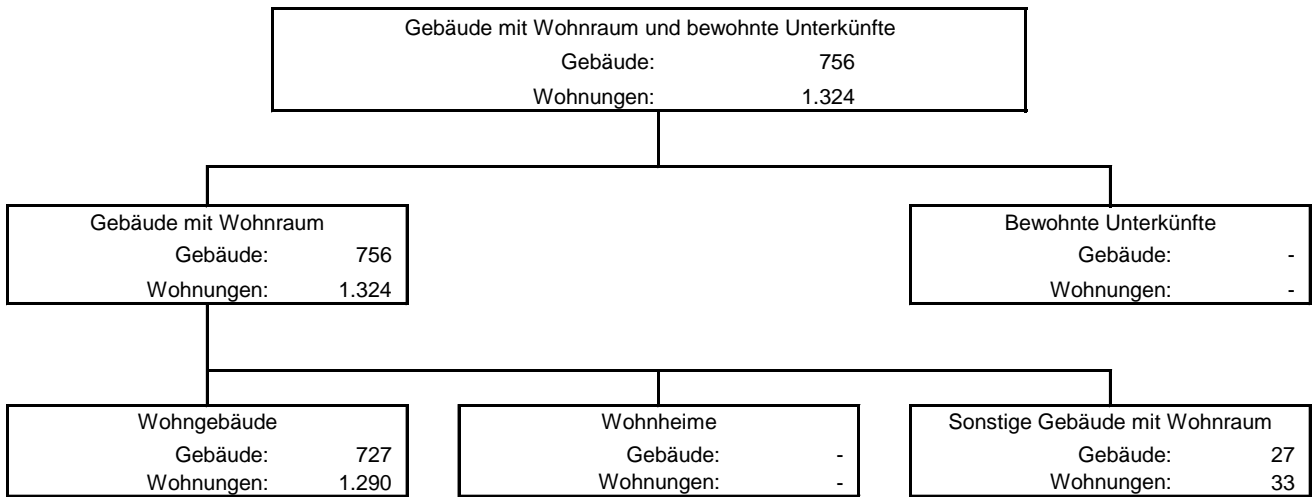 Gebäude mit Wohnraum und bewohnte Unterkünfte
Gebäude: 756
Wohnungen: 1.324
Gebäude mit Wohnraum
Gebäude: 756
Wohnungen: 1.324
Bewohnte Unterkünfte
Gebäude: -
Wohnungen: -
Wohngebäude
Gebäude: 727
Wohnungen: 1.290
Wohnheime
Gebäude: -
Wohnungen: -
Sonstige Gebäude mit Wohnraum
Gebäude: 27
Wohnungen: 33